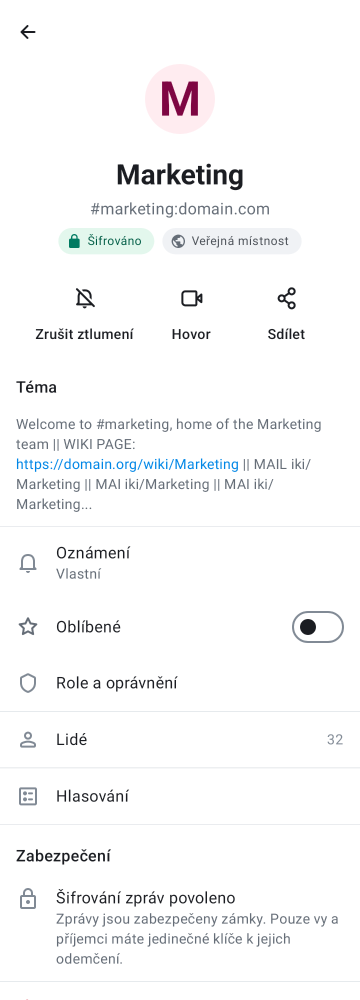 M
Marketing
#marketing:domain.com
Šifrováno
Veřejná místnost
Zrušit ztlumení
Hovor
Sdílet
Téma
Welcome to #marketing, home of the Marketing
team || WIKI PAGE:
https://domain.org/wiki/Marketing || MAIL iki/
Marketing || MAI iki/Marketing || MAI iki/
Marketing...
Oznámení
Vlastní
Oblíbené
Role a oprávnění
Lidé
32
Hlasování
Zabezpečení
Šifrování zpráv povoleno
Zprávy jsou zabezpečeny zámky. Pouze vy a
příjemci máte jedinečné klíče k jejich
odemčení.